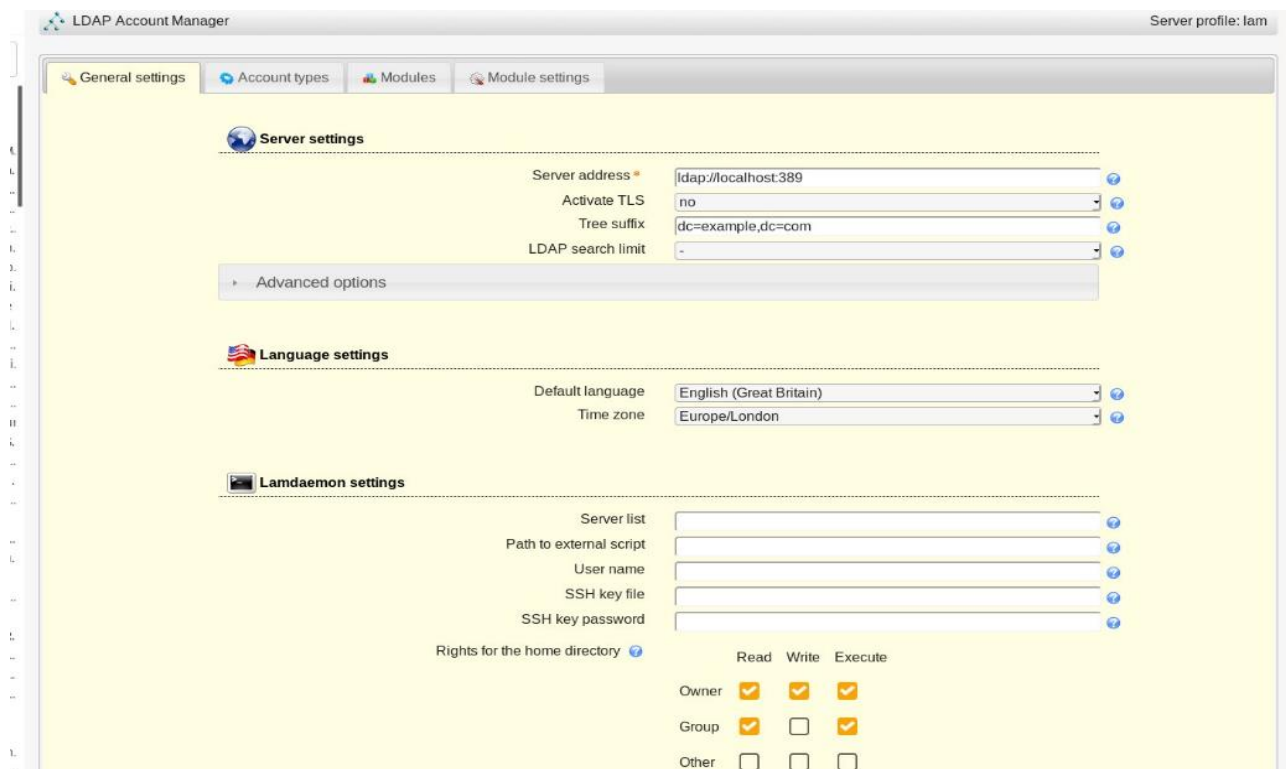 LDAP Account Manager Server profile: lam
General settings Account types Modules Module settings
Server settings
Server address * ldap://localhost:389
Activate TLS no
Tree suffix dc=example,dc=com
LDAP search limit -
Advanced options
Language settings
Default language English (Great Britain)
Time zone Europe/London
Lamdaemon settings
Server list
Path to external script
User name
SSH key file
SSH key password
Rights for the home directory
Read Write Execute
Owner
Group
Other